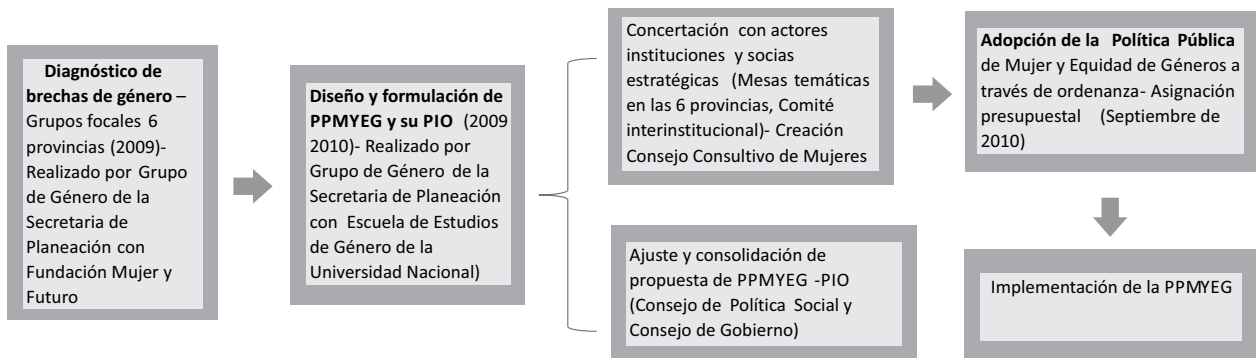 Diagnóstico de
brechas de género –
Grupos focales 6
provincias (2009)-
Realizado por Grupo
de Género de la
Secretaria de
Planeación con
Fundación Mujer y
Futuro
Diseño y formulación de
PPMYEG y su PIO (2009
2010)- Realizado por
Grupo de Género de la
Secretaria de Planeación
con Escuela de Estudios
de Género de la
Universidad Nacional)
Concertación con actores
instituciones y socias
estratégicas (Mesas temáticas
en las 6 provincias, Comité
interinstitucional)- Creación
Consejo Consultivo de Mujeres
Ajuste y consolidación de
propuesta de PPMYEG -PIO
(Consejo de Política Social y
Consejo de Gobierno)
Adopción de la Política Pública
de Mujer y Equidad de Géneros a
través de ordenanza- Asignación
presupuestal (Septiembre de
2010)
Implementación de la PPMYEG